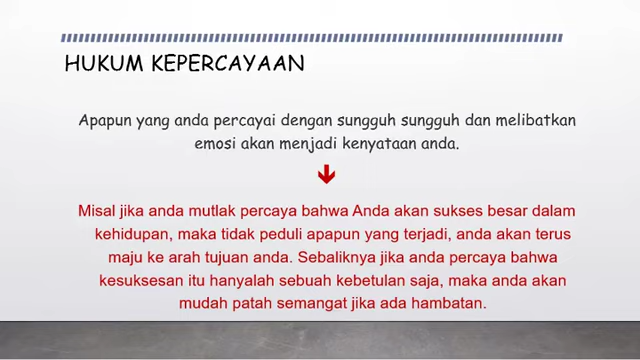 HUKUM KEPERCAYAAN
Apapun yang anda percayai dengan sungguh sungguh dan melibatkan
emosi akan menjadi kenyataan anda.
Misal jika anda mutlak percaya bahwa Anda akan sukses besar dalam
kehidupan, maka tidak peduli apapun yang terjadi, anda akan terus
maju ke arah tujuan anda. Sebaliknya jika anda percaya bahwa
kesuksesan itu hanyalah sebuah kebetulan saja, maka anda akan
mudah patah semangat jika ada hambatan.